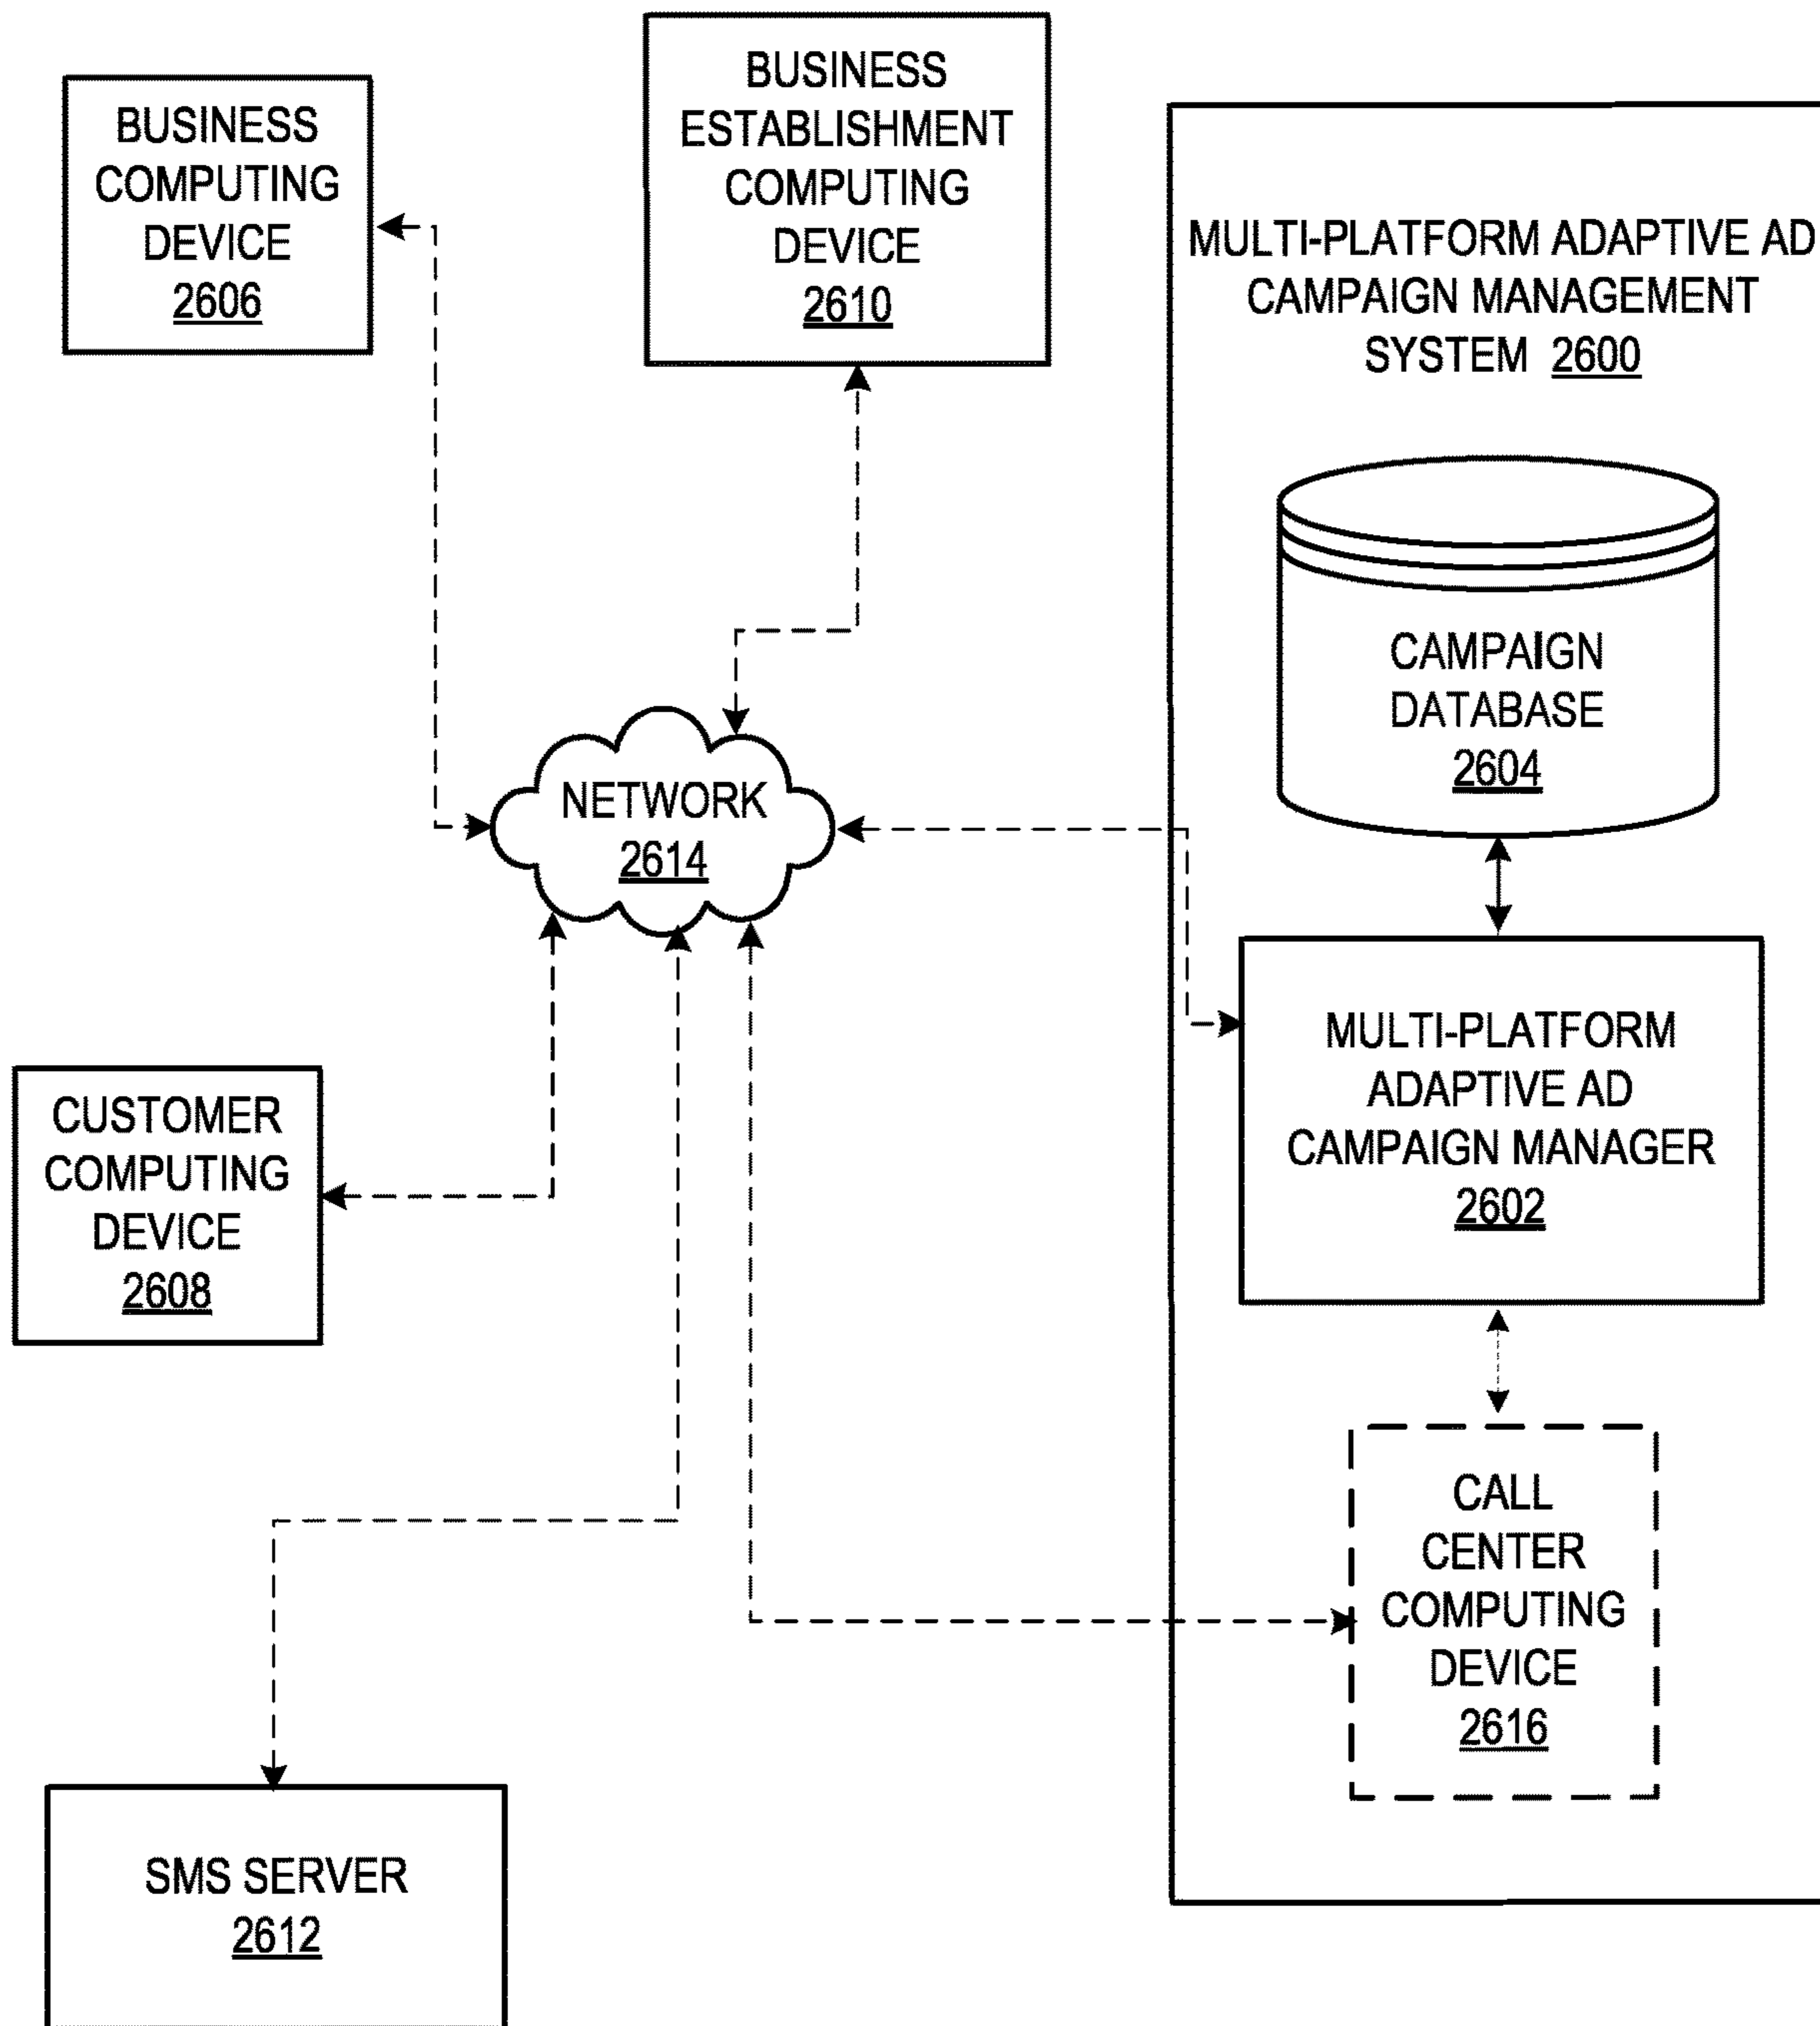 BUSINESS
COMPUTING
DEVICE
2606
BUSINESS
ESTABLISHMENT
COMPUTING
DEVICE
2610
MULTI-PLATFORM ADAPTIVE AD
CAMPAIGN MANAGEMENT
SYSTEM 2600
CAMPAIGN
DATABASE
2604
NETWORK
2614
MULTI-PLATFORM
ADAPTIVE AD
CAMPAIGN MANAGER
2602
CUSTOMER
COMPUTING
DEVICE
2608
CALL
CENTER
COMPUTING
DEVICE
2616
SMS SERVER
2612